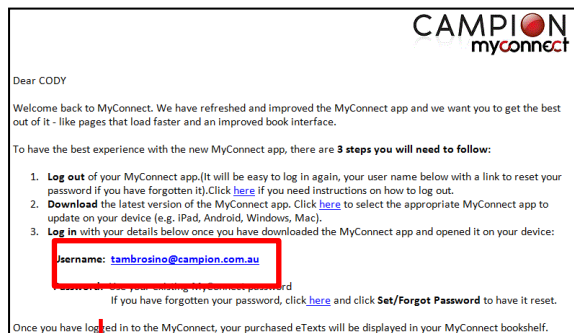 CAMPION
myconnect
Dear CODY
Welcome back to MyConnect. We have refreshed and improved the MyConnect app and we want you to get the best
out of it - like pages that load faster and an improved book interface.
To have the best experience with the new MyConnect app, there are 3 steps you will need to follow:
1. Log out of your MyConnect app.(It will be easy to log in again, your user name below with a link to reset your
password if you have forgotten it).Click here if you need instructions on how to log out.
2. Download the latest version of the MyConnect app. Click here to select the appropriate MyConnect app to
update on your device (e.g. iPad, Android, Windows, Mac).
3. Log in with your details below once you have downloaded the MyConnect app and opened it on your device:
Username: tambrosino@campion.com.au
Password: Use your existing MyConnect password
If you have forgotten your password, click here and click Set/Forgot Password to have it reset.
Once you have logged in to the MyConnect, your purchased eTexts will be displayed in your MyConnect bookshelf.